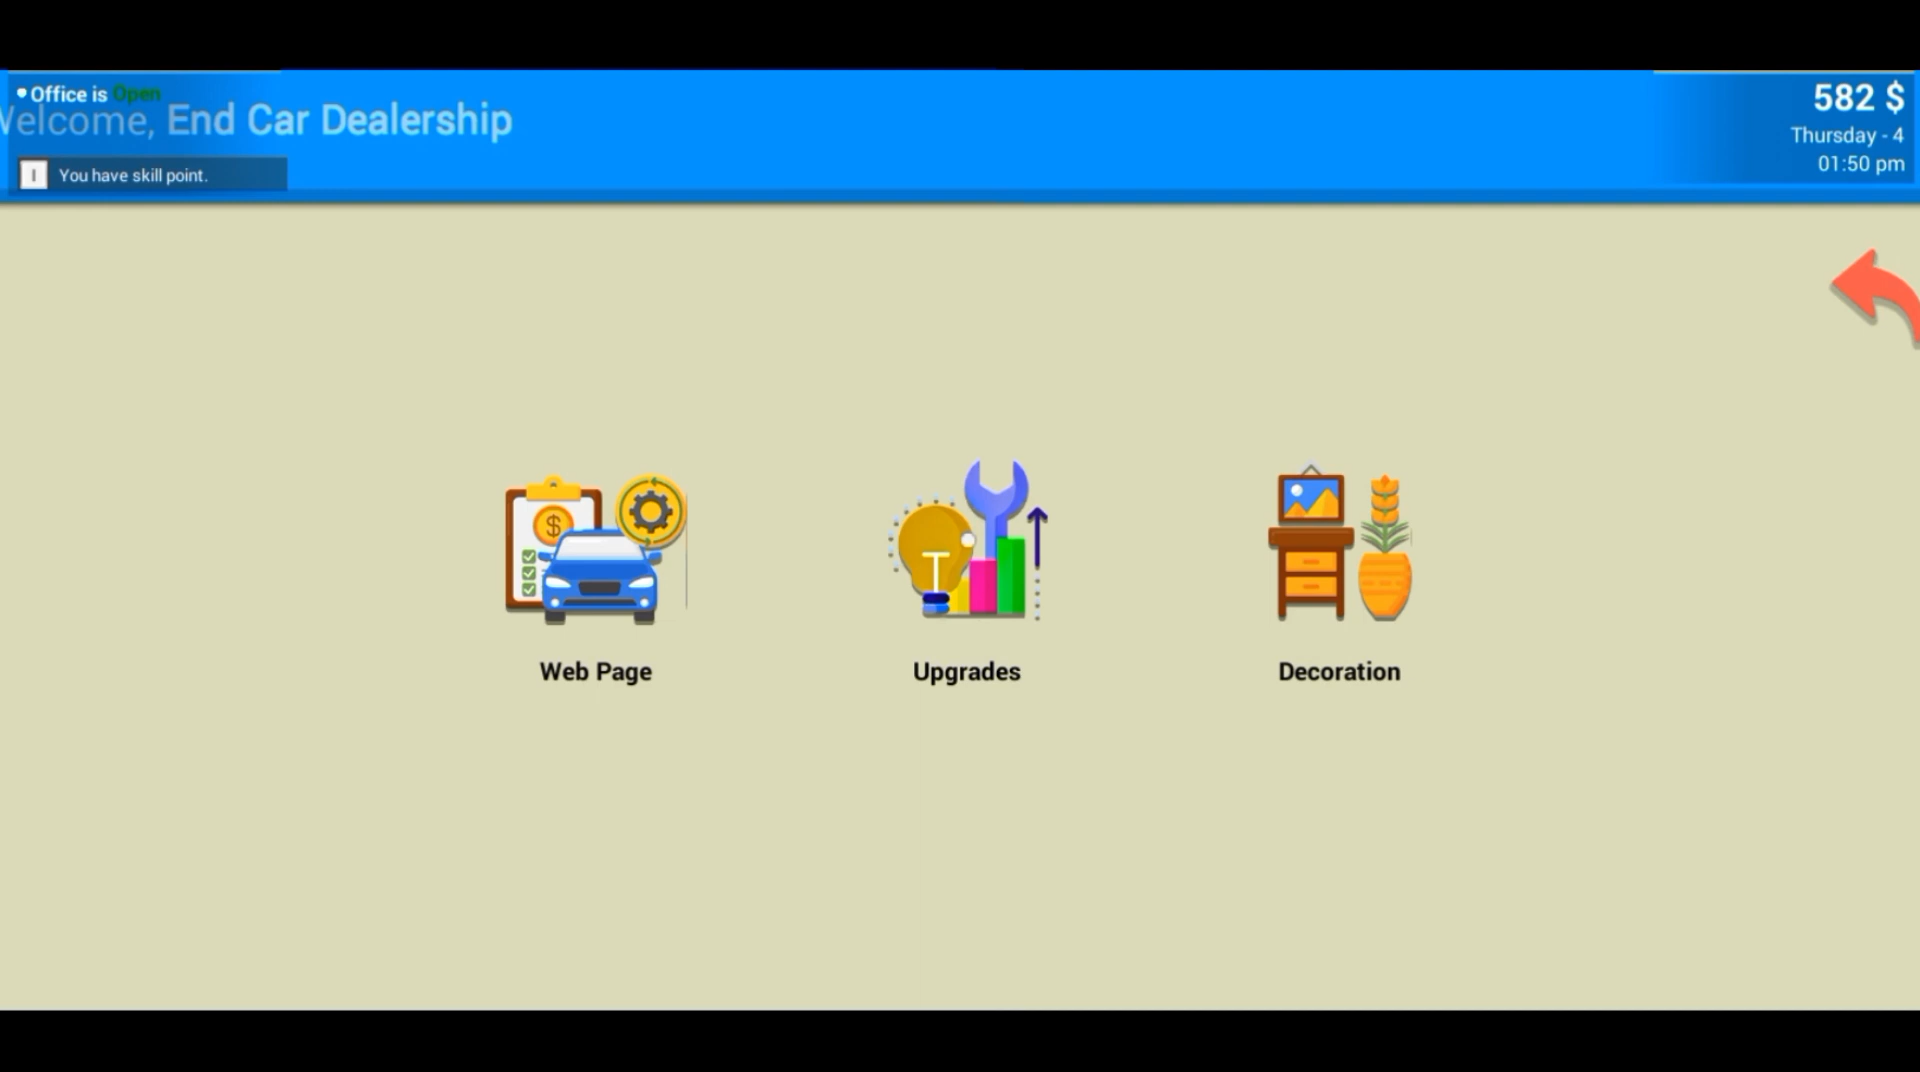 Office is Open
Welcome, End Car Dealership
I You have skill point.
582 $
Thursday - 4
01:50 pm
$
Web Page
Upgrades
Decoration